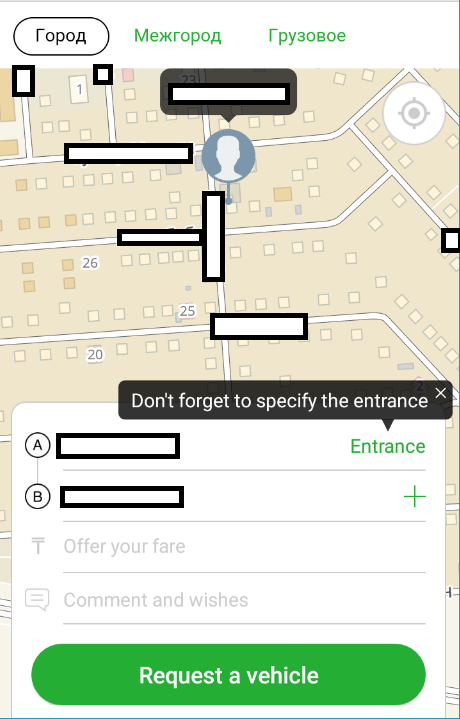 Город Межгород Грузовое
1
23
26
25
20
2
Don't forget to specify the entrance ×
A Entrance
B +
₸ Offer your fare
Comment and wishes
Request a vehicle